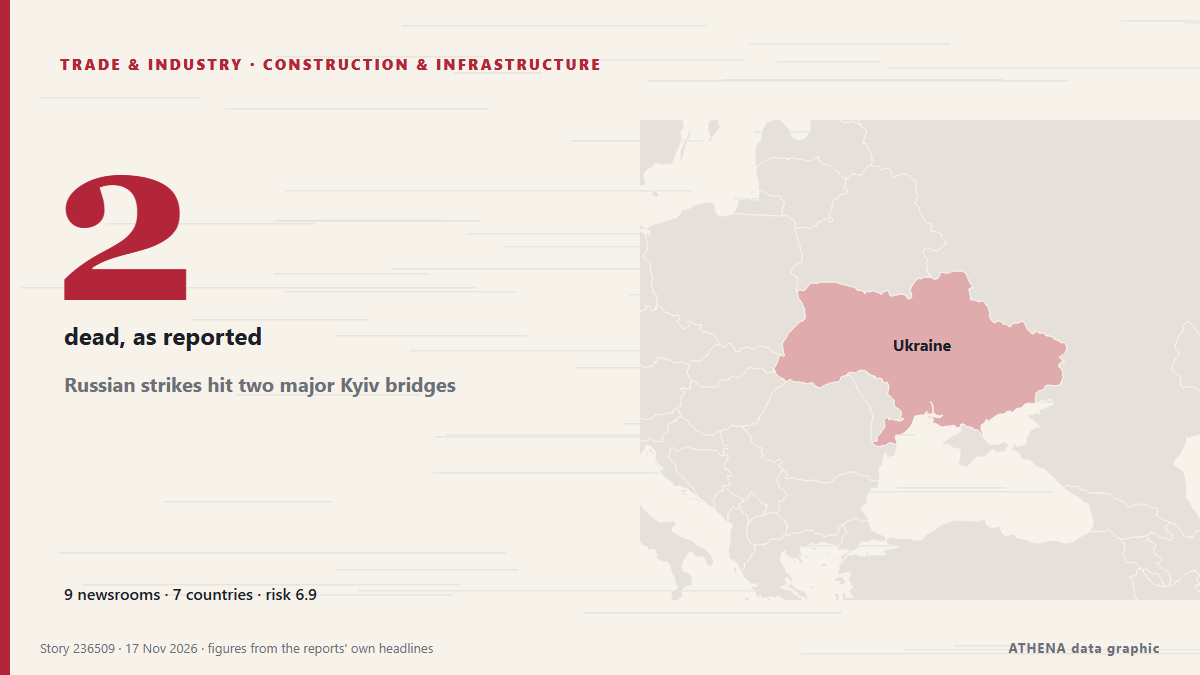 TRADE & INDUSTRY · CONSTRUCTION & INFRASTRUCTURE
2
dead, as reported
Russian strikes hit two major Kyiv bridges
Ukraine
9 newsrooms · 7 countries · risk 6.9
Story 236509 · 17 Nov 2026 · figures from the reports' own headlines
ATHENA data graphic